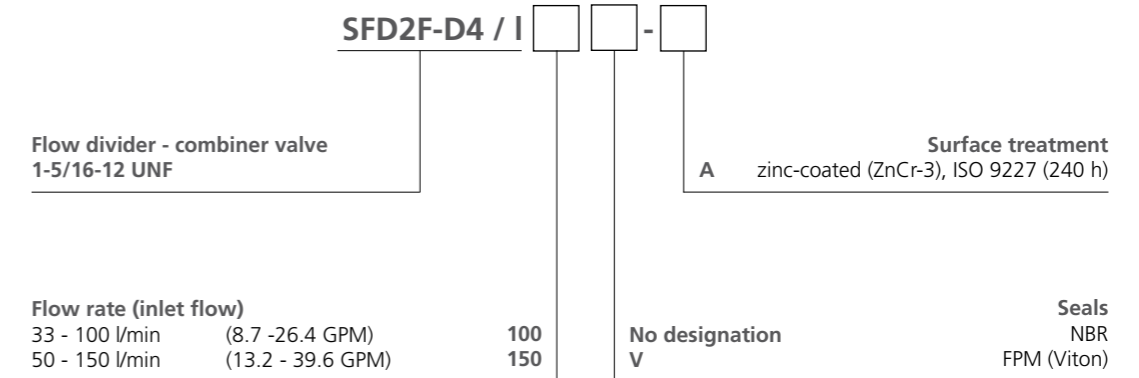 SFD2F-D4 / I
-
Flow divider - combiner valve
1-5/16-12 UNF
Surface treatment
A zinc-coated (ZnCr-3), ISO 9227 (240 h)
Flow rate (inlet flow)
33 - 100 l/min (8.7 -26.4 GPM) 100
50 - 150 l/min (13.2 - 39.6 GPM) 150
Seals
No designation NBR
V FPM (Viton)